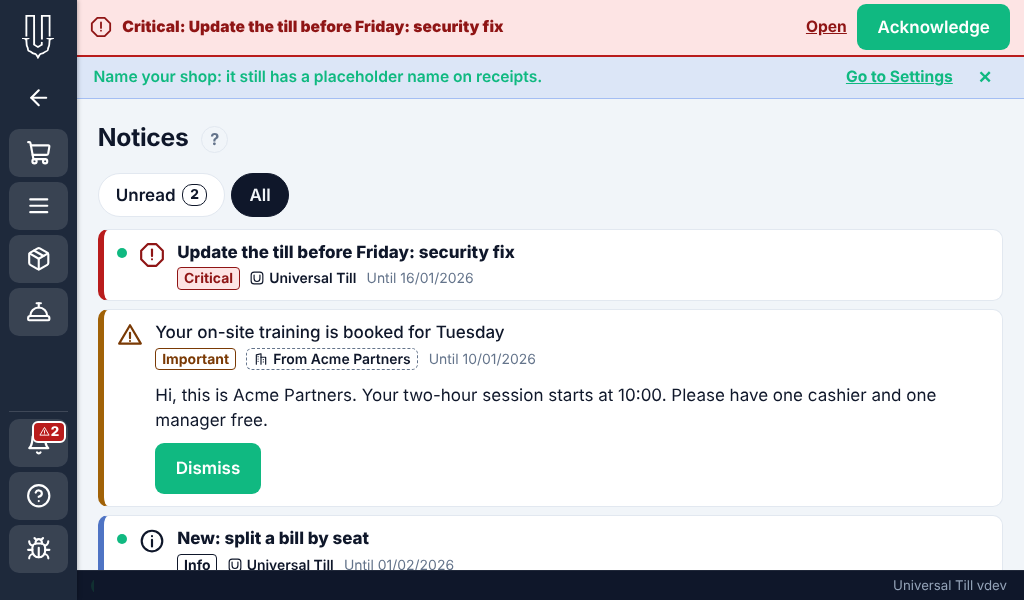 Critical: Update the till before Friday: security fix
Open
Acknowledge
Name your shop: it still has a placeholder name on receipts.
Go to Settings
✕
Notices
?
Unread 2
All
Update the till before Friday: security fix
Critical
Universal Till
Until 16/01/2026
Your on-site training is booked for Tuesday
Important
From Acme Partners
Until 10/01/2026
Hi, this is Acme Partners. Your two-hour session starts at 10:00. Please have one cashier and one
manager free.
Dismiss
2
New: split a bill by seat
Info
Universal Till
Until 01/02/2026
Universal Till vdev